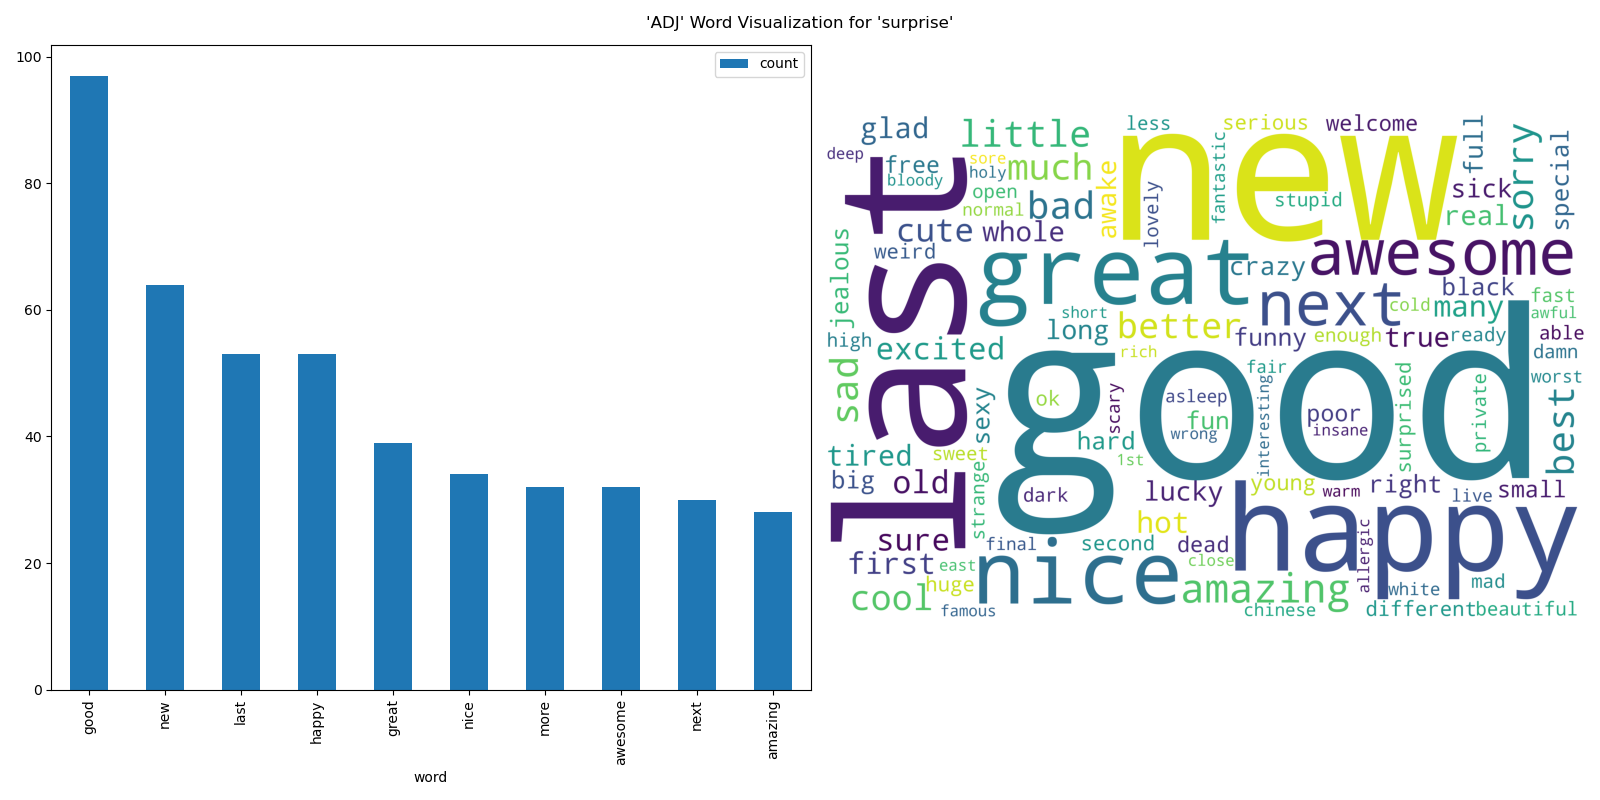 'ADJ' Word Visualization for 'surprise'
count
100
80
60
40
20
0
good
new
last
happy
great
nice
more
awesome
next
amazing
word
glad
little
less
serious
welcome
full
sorry
special
deep
free
sore
holy
much
bloody
open
normal
bad
awake
lovely
fantastic
stupid
new
sick
real
last
cute
whole
weird
great
crazy
awesome
jealous
black
next
cold
many
fast
awful
short
long
better
high
excited
funny
enough
true
ready
able
damn
rich
fair
worst
sad
good
ok
scary
asleep
fun
wrong
interesting
poor
insane
surprised
private
best
sexy
hard
1st
tired
sweet
big
old
strange
dark
lucky
young
warm
right
live
small
hot
happy
sure
final
second
dead
close
allergic
first
east
huge
nice
amazing
white
mad
cool
famous
chinese
different
beautiful